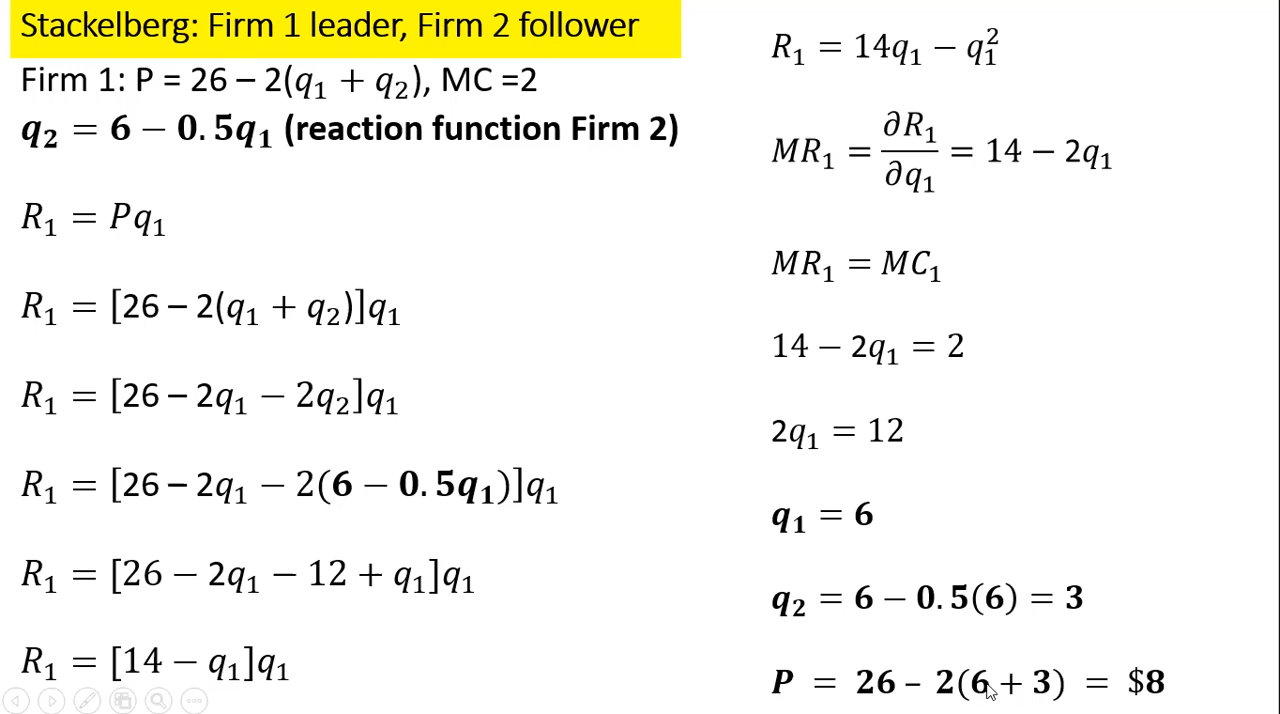 Stackelberg: Firm 1 leader, Firm 2 follower
Firm 1: P = 26 – 2(q₁ + q₂), MC =2
q₂ = 6 − 0.5q₁ (reaction function Firm 2)
R₁ = Pq₁
R₁ = [26 – 2(q₁ + q₂)]q₁
R₁ = [26 – 2q₁ − 2q₂]q₁
R₁ = [26 – 2q₁ − 2(6 − 0.5q₁)]q₁
R₁ = [26 − 2q₁ − 12 + q₁]q₁
R₁ = [14 − q₁]q₁
R₁ = 14q₁ − q₁²
MR₁ = ∂R₁/∂q₁ = 14 − 2q₁
MR₁ = MC₁
14 − 2q₁ = 2
2q₁ = 12
q₁ = 6
q₂ = 6 − 0.5(6) = 3
P = 26 – 2(6 + 3) = $8